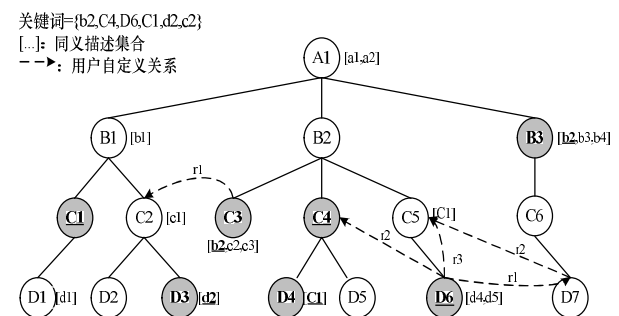 关键词={b2,C4,D6,C1,d2,c2}
[...]：同义描述集合
：用户自定义关系
A1 [a1,a2]
B1 [b1] B2 B3 [b2,b3,b4]
r1
C1 C2 [c1] C3 C4 C5 [C1] C6
[b2,c2,c3]
r2 r3 r2
r1
D1 [d1] D2 D3 [d2] D4 [C1] D5 D6 [d4,d5] D7